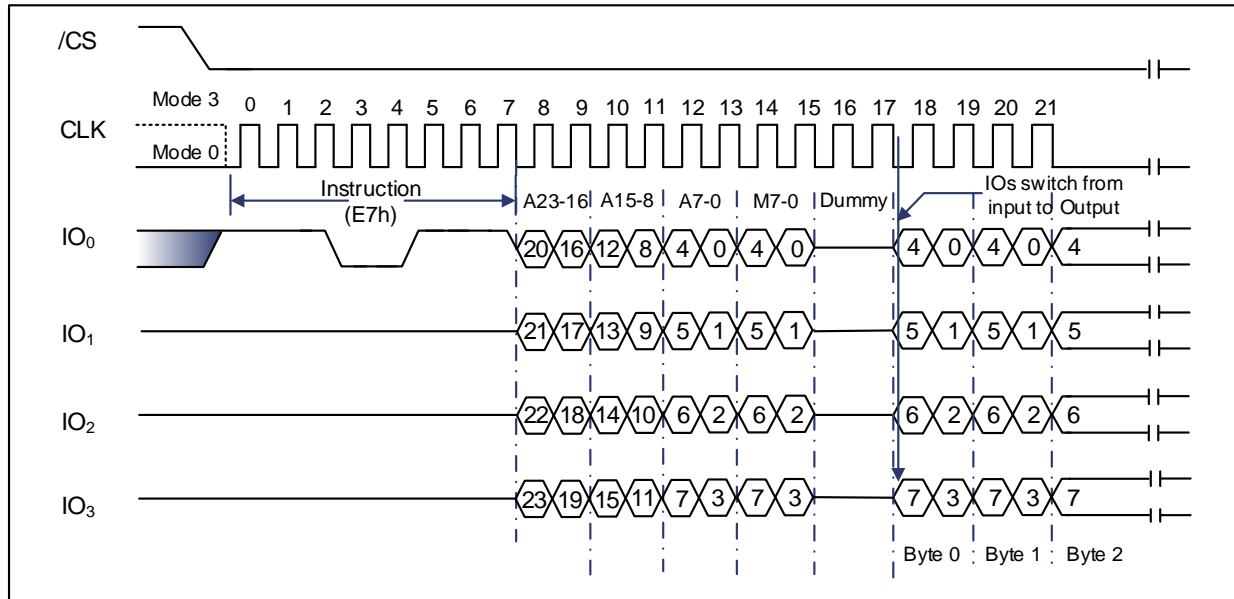 /CS
Mode 3
0 1 2 3 4 5 6 7 8 9 10 11 12 13 14 15 16 17 18 19 20 21
CLK
Mode 0
Instruction
(E7h)
A23-16 A15-8 A7-0 M7-0 Dummy
IOs switch from
input to Output
IO0 20 16 12 8 4 0 4 0 4 0 4 0 4
IO1 21 17 13 9 5 1 5 1 5 1 5 1 5
IO2 22 18 14 10 6 2 6 2 6 2 6 2 6
IO3 23 19 15 11 7 3 7 3 7 3 7 3 7
Byte 0 Byte 1 Byte 2